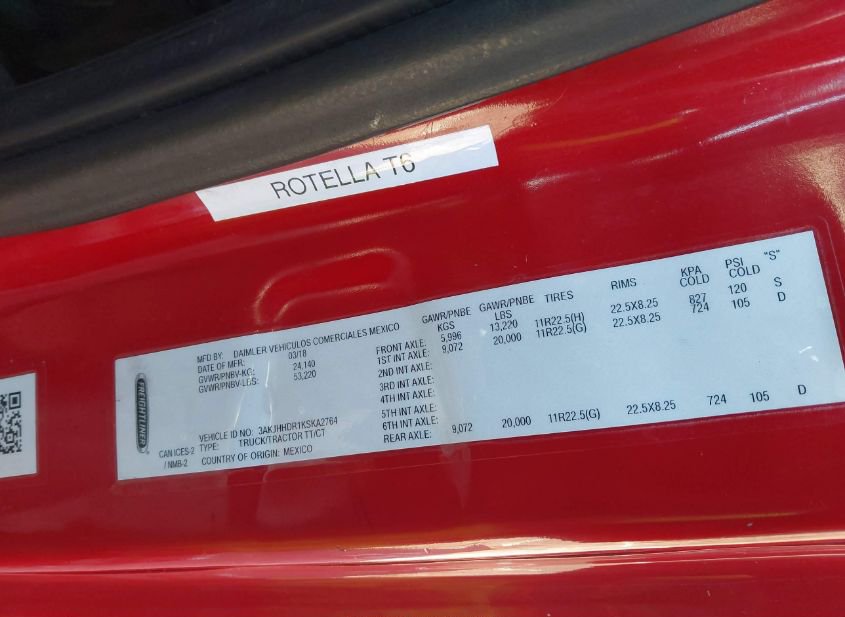 ROTELLA T6
FREIGHTLINER
MFD BY: DAIMLER VEHICULOS COMERCIALES MEXICO
DATE OF MFR: 03/18
GVWR/PNBV-KG: 24,140
GVWR/PNBV-LBS: 53,220
VEHICLE ID NO: 3AKJHHDR1KSKA2764
CAN ICES-2 TYPE: TRUCK/TRACTOR TT/CT
/ NMB-2 COUNTRY OF ORIGIN: MEXICO
GAWR/PNBE GAWR/PNBE TIRES RIMS KPA PSI "S"
KGS LBS COLD COLD
FRONT AXLE: 5,996 13,220 11R22.5(H) 22.5X8.25 827 120 S
1ST INT AXLE: 9,072 20,000 11R22.5(G) 22.5X8.25 724 105 D
2ND INT AXLE:
3RD INT AXLE:
4TH INT AXLE:
5TH INT AXLE:
6TH INT AXLE:
REAR AXLE: 9,072 20,000 11R22.5(G) 22.5X8.25 724 105 D